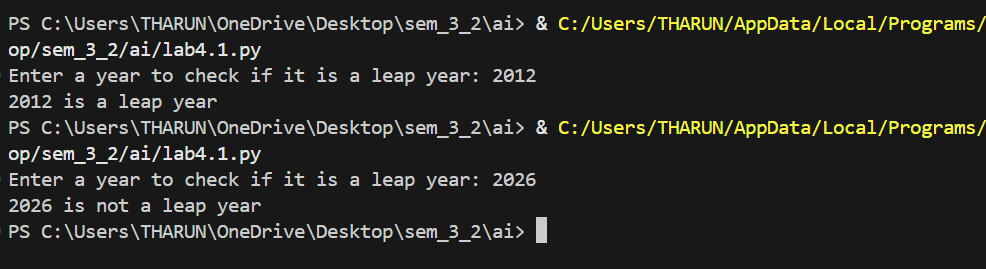 PS C:\Users\THARUN\OneDrive\Desktop\sem_3_2\ai> & C:/Users/THARUN/AppData/Local/Programs/
op/sem_3_2/ai/lab4.1.py
Enter a year to check if it is a leap year: 2012
2012 is a leap year
PS C:\Users\THARUN\OneDrive\Desktop\sem_3_2\ai> & C:/Users/THARUN/AppData/Local/Programs/
op/sem_3_2/ai/lab4.1.py
Enter a year to check if it is a leap year: 2026
2026 is not a leap year
PS C:\Users\THARUN\OneDrive\Desktop\sem_3_2\ai>